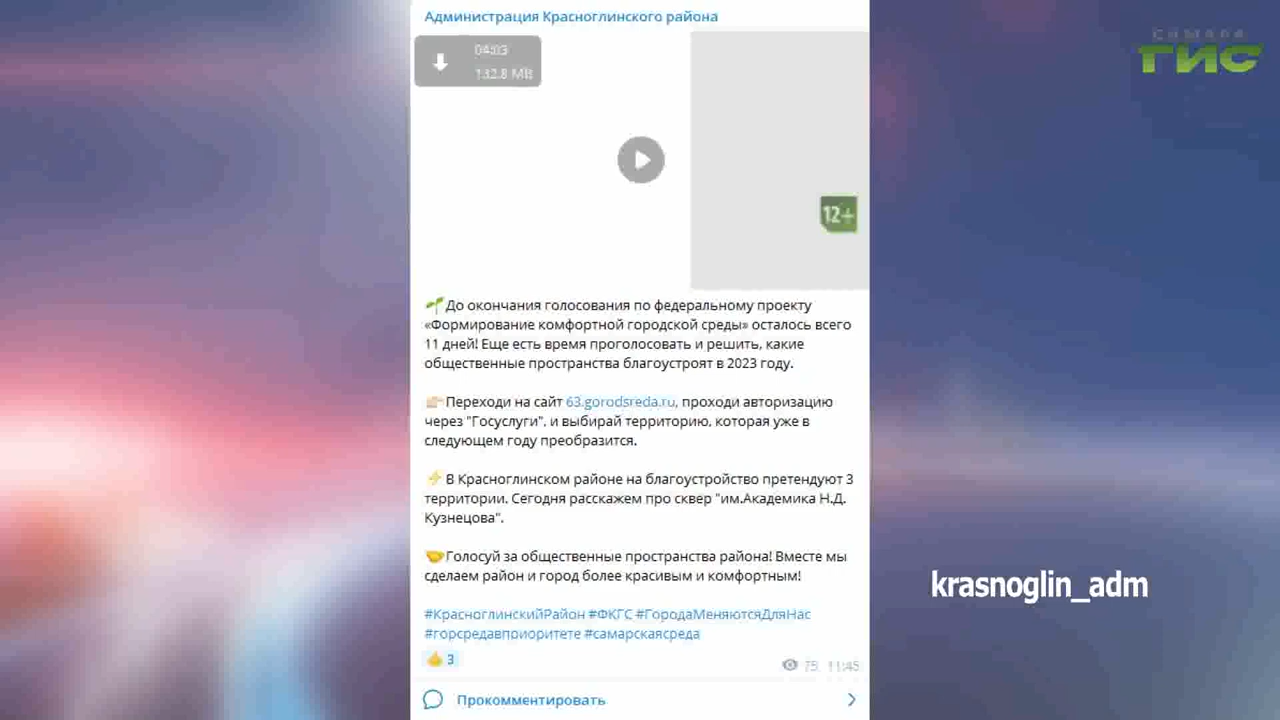 Администрация Красноглинского района
04:03
132.8 MB
САМАРА
ГИС
12+
До окончания голосования по федеральному проекту
«Формирование комфортной городской среды» осталось всего
11 дней! Еще есть время проголосовать и решить, какие
общественные пространства благоустроят в 2023 году.
Переходи на сайт 63.gorodsreda.ru, проходи авторизацию
через "Госуслуги", и выбирай территорию, которая уже в
следующем году преобразится.
В Красноглинском районе на благоустройство претендуют 3
территории. Сегодня расскажем про сквер "им.Академика Н.Д.
Кузнецова".
Голосуй за общественные пространства района! Вместе мы
сделаем район и город более красивым и комфортным!
krasnoglin_adm
#КрасноглинскийРайон #ФКГС #ГородаМеняютсяДляНас
#горсредавприоритете #самарскаясреда
3
75 11:45
Прокомментировать